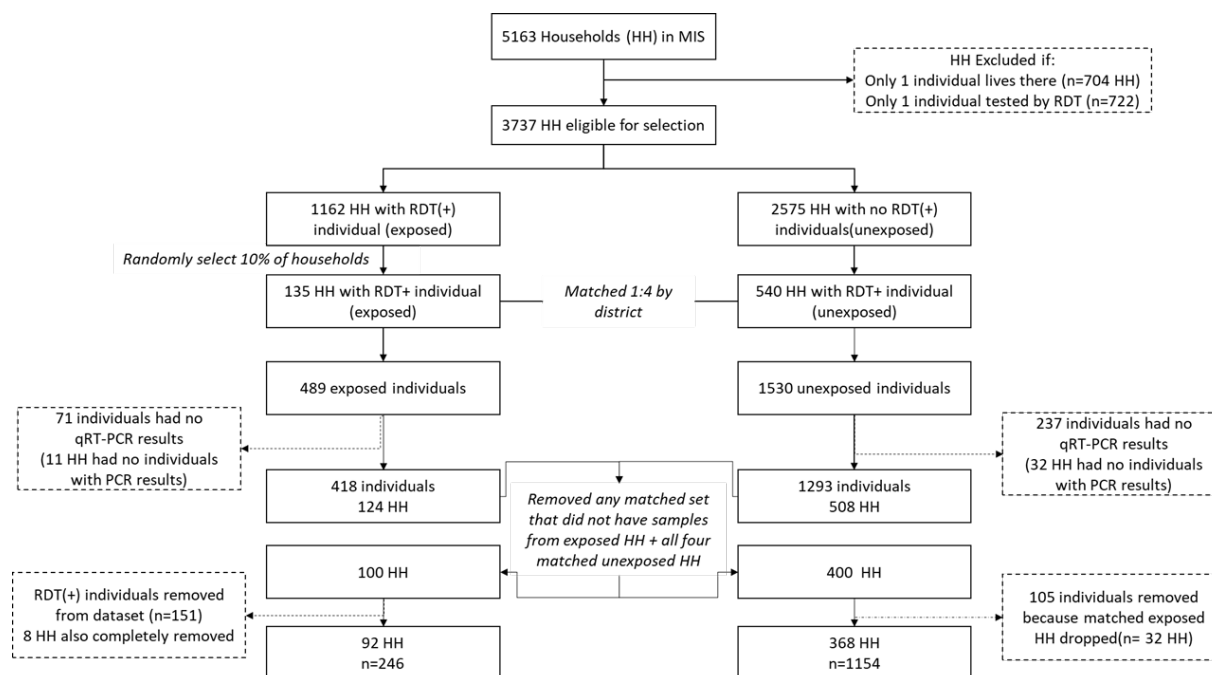 5163 Households (HH) in MIS
HH Excluded if:
Only 1 individual lives there (n=704 HH)
Only 1 individual tested by RDT (n=722)
3737 HH eligible for selection
1162 HH with RDT(+)
individual (exposed)
2575 HH with no RDT(+)
individuals(unexposed)
Randomly select 10% of households
135 HH with RDT+ individual
(exposed)
Matched 1:4 by
district
540 HH with RDT+ individual
(unexposed)
489 exposed individuals
1530 unexposed individuals
71 individuals had no
qRT-PCR results
(11 HH had no individuals
with PCR results)
237 individuals had no
qRT-PCR results
(32 HH had no individuals
with PCR results)
418 individuals
124 HH
Removed any matched set
that did not have samples
from exposed HH + all four
matched unexposed HH
1293 individuals
508 HH
100 HH
400 HH
RDT(+) individuals removed
from dataset (n=151)
8 HH also completely removed
105 individuals removed
because matched exposed
HH dropped(n= 32 HH)
92 HH
n=246
368 HH
n=1154